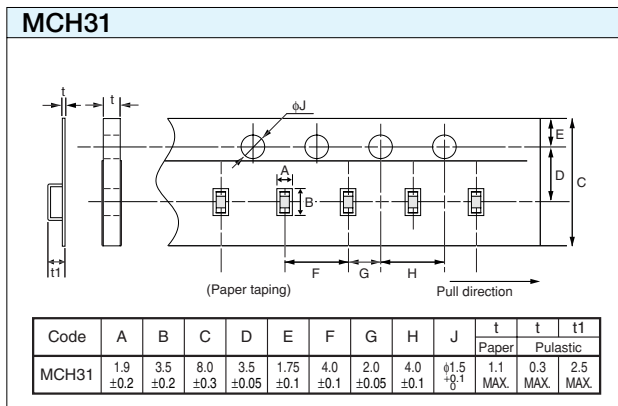 MCH31
t
t
ϕJ
A
B
E
D
C
t1
F
G
H
(Paper taping)
Pull direction
Code A B C D E F G H J t t t1
Paper Pulastic
MCH31 1.9 ±0.2 3.5 ±0.2 8.0 ±0.3 3.5 ±0.05 1.75 ±0.1 4.0 ±0.1 2.0 ±0.05 4.0 ±0.1 ϕ1.5 +0.1 0 1.1 MAX. 0.3 MAX. 2.5 MAX.